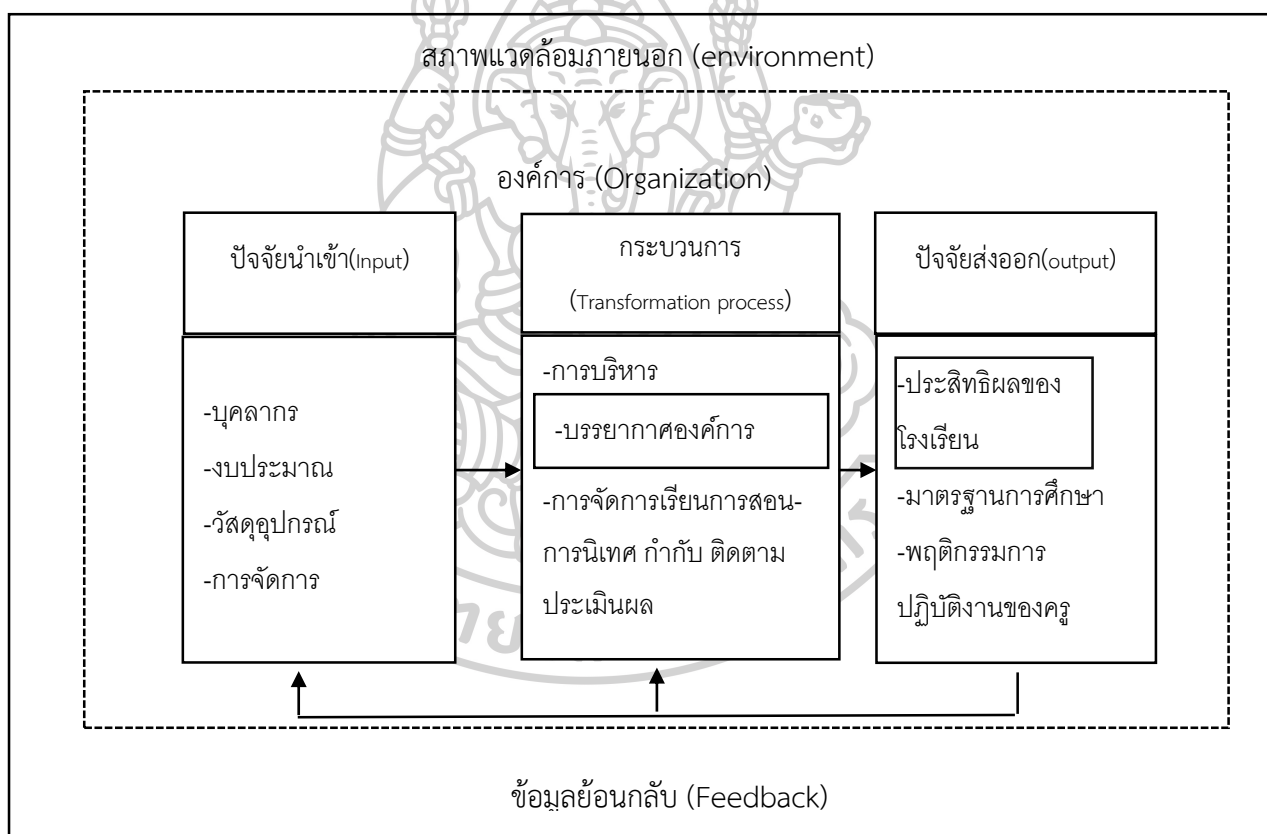 สภาพแวดล้อมภายนอก (environment)
องค์การ (Organization)
ปัจจัยนำเข้า(Input)
-บุคลากร
-งบประมาณ
-วัสดุอุปกรณ์
-การจัดการ
กระบวนการ
(Transformation process)
-การบริหาร
-บรรยากาศองค์การ
-การจัดการเรียนการสอน-
การนิเทศ กำกับ ติดตาม
ประเมินผล
ปัจจัยส่งออก(output)
-ประสิทธิผลของ
โรงเรียน
-มาตรฐานการศึกษา
-พฤติกรรมการ
ปฏิบัติงานของครู
ข้อมูลย้อนกลับ (Feedback)